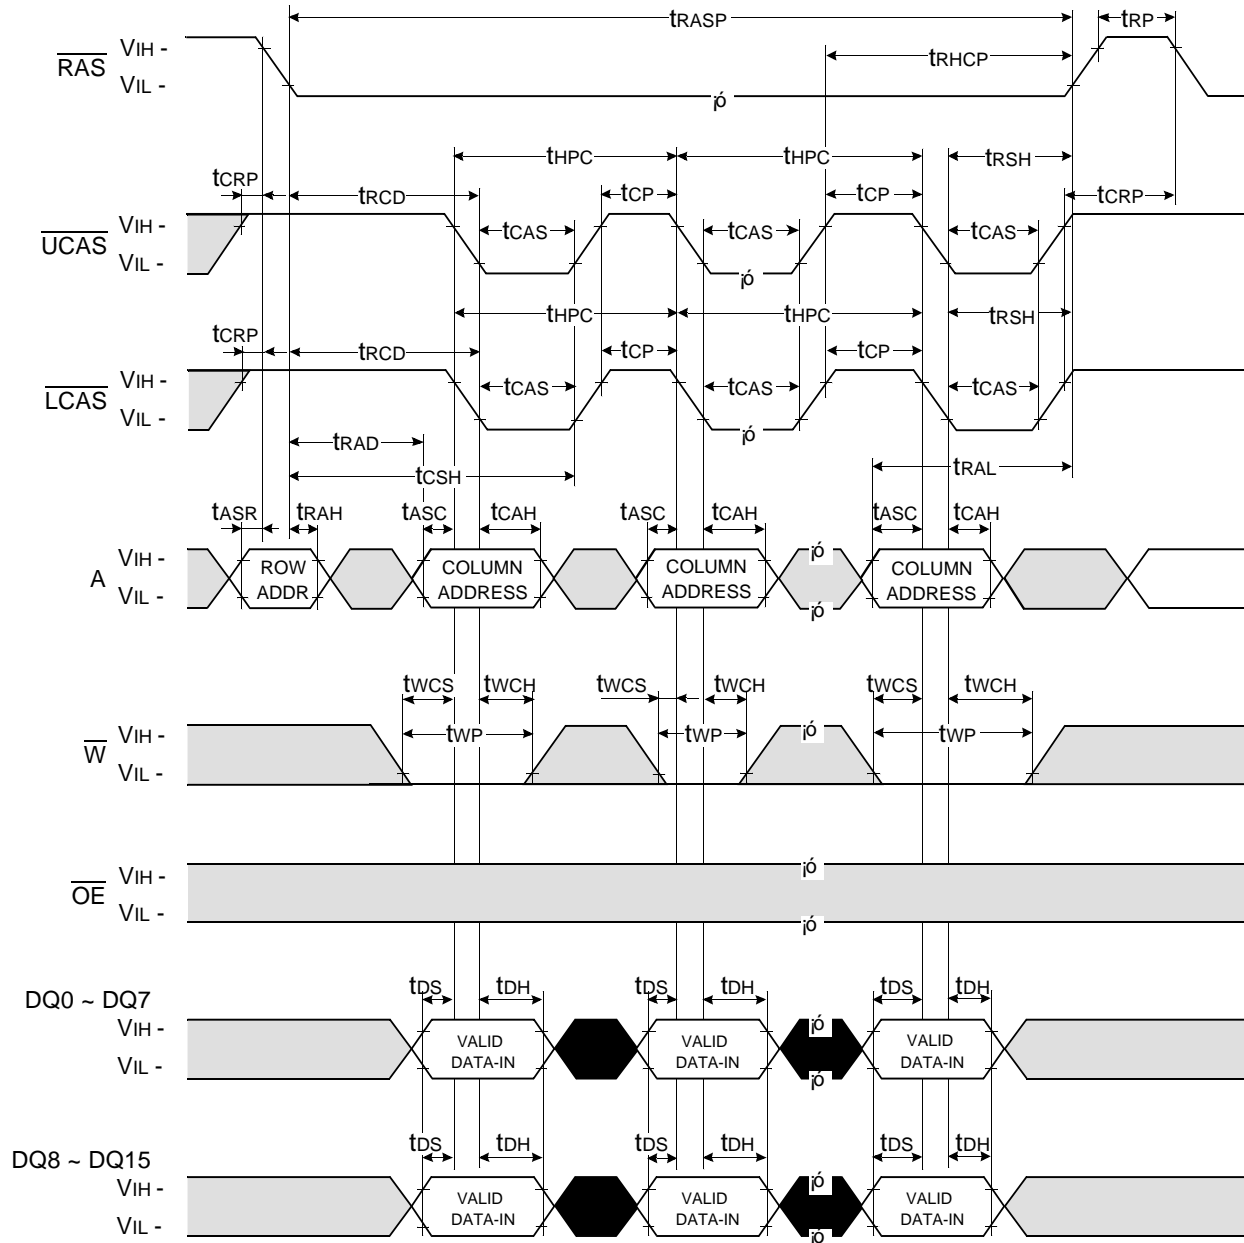 tRASP tRP
RAS VIH -
VIL -
tRHCP
¡ó
tHPC tHPC tRSH
tCRP tRCD tCP tCP tCRP
UCAS VIH -
VIL -
tCAS tCAS tCAS
¡ó
tHPC tHPC tRSH
tCRP tRCD tCP tCP
LCAS VIH -
VIL -
tCAS tCAS tCAS
¡ó
tRAD
tCSH tRAL
tASR tRAH tASC tCAH tASC tCAH tASC tCAH
A VIH -
VIL -
ROW
ADDR
COLUMN
ADDRESS
COLUMN
ADDRESS
¡ó
¡ó
COLUMN
ADDRESS
tWCS tWCH tWCS tWCH tWCS tWCH
W VIH -
VIL -
tWP tWP ¡ó tWP
OE VIH -
VIL -
¡ó
¡ó
tDS tDH tDS tDH tDS tDH
DQ0 ~ DQ7
VIH -
VIL -
VALID
DATA-IN
VALID
DATA-IN
¡ó
¡ó
VALID
DATA-IN
tDS tDH tDS tDH tDS tDH
DQ8 ~ DQ15
VIH -
VIL -
VALID
DATA-IN
VALID
DATA-IN
¡ó
¡ó
VALID
DATA-IN